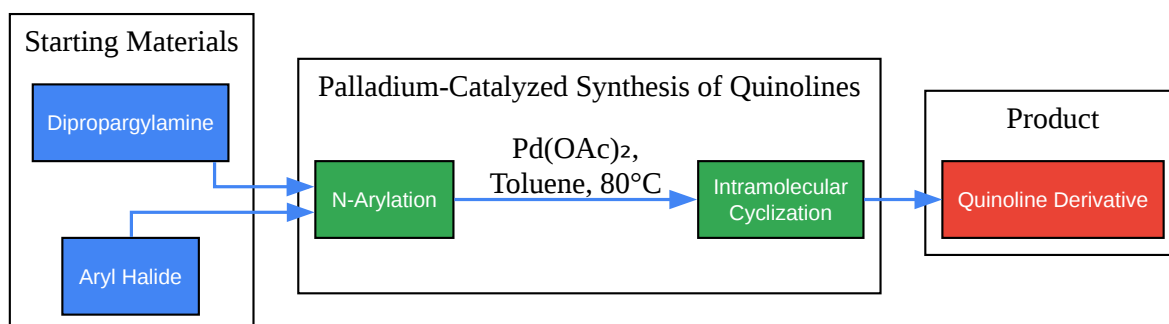 Starting Materials
Dipropargylamine
Aryl Halide
Palladium-Catalyzed Synthesis of Quinolines
N-Arylation
Pd(OAc)₂,
Toluene, 80°C
Intramolecular
Cyclization
Product
Quinoline Derivative